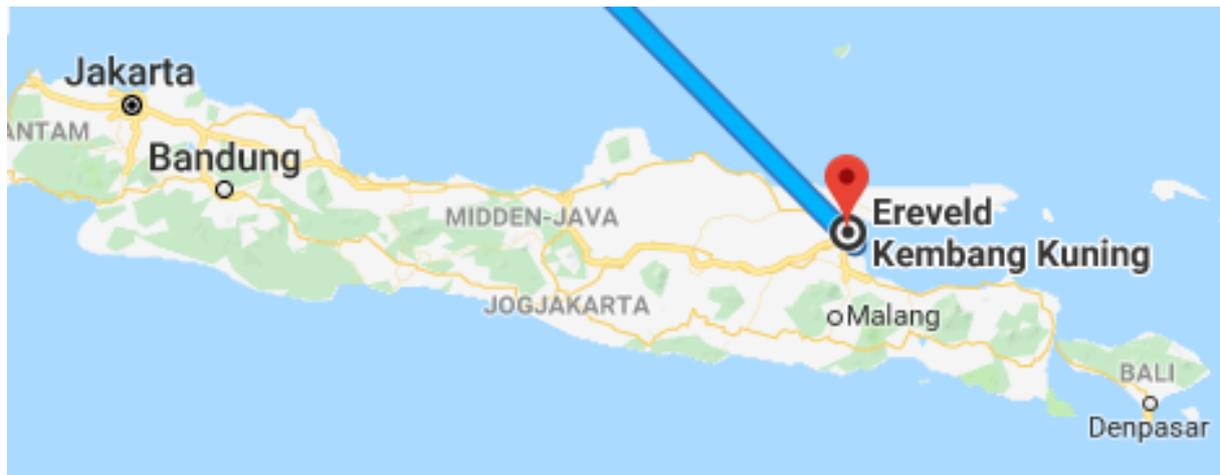 Jakarta
ANTAM
Bandung
MIDDEN-JAVA
Ereveld
Kembang Kuning
JOGJAKARTA
Malang
BALI
Denpasar